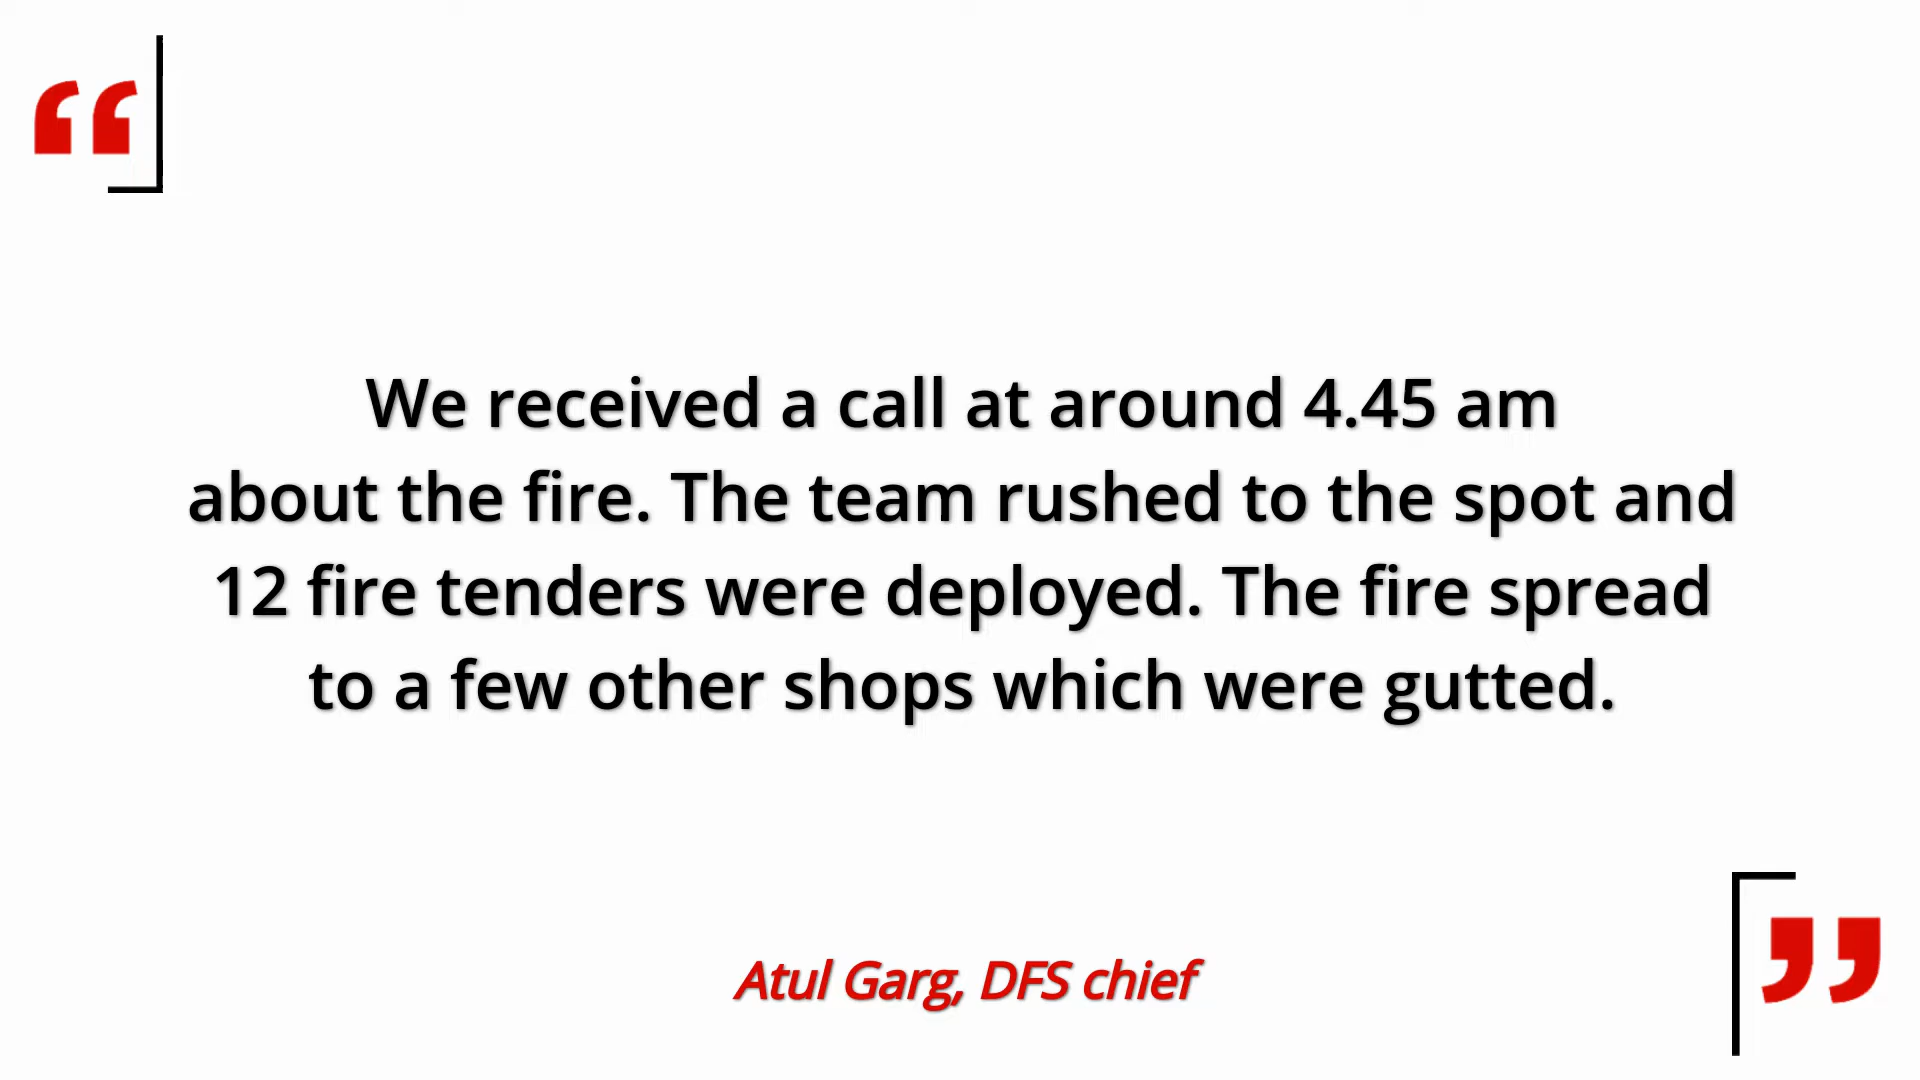 “
We received a call at around 4.45 am
about the fire. The team rushed to the spot and
12 fire tenders were deployed. The fire spread
to a few other shops which were gutted.
Atul Garg, DFS chief
”